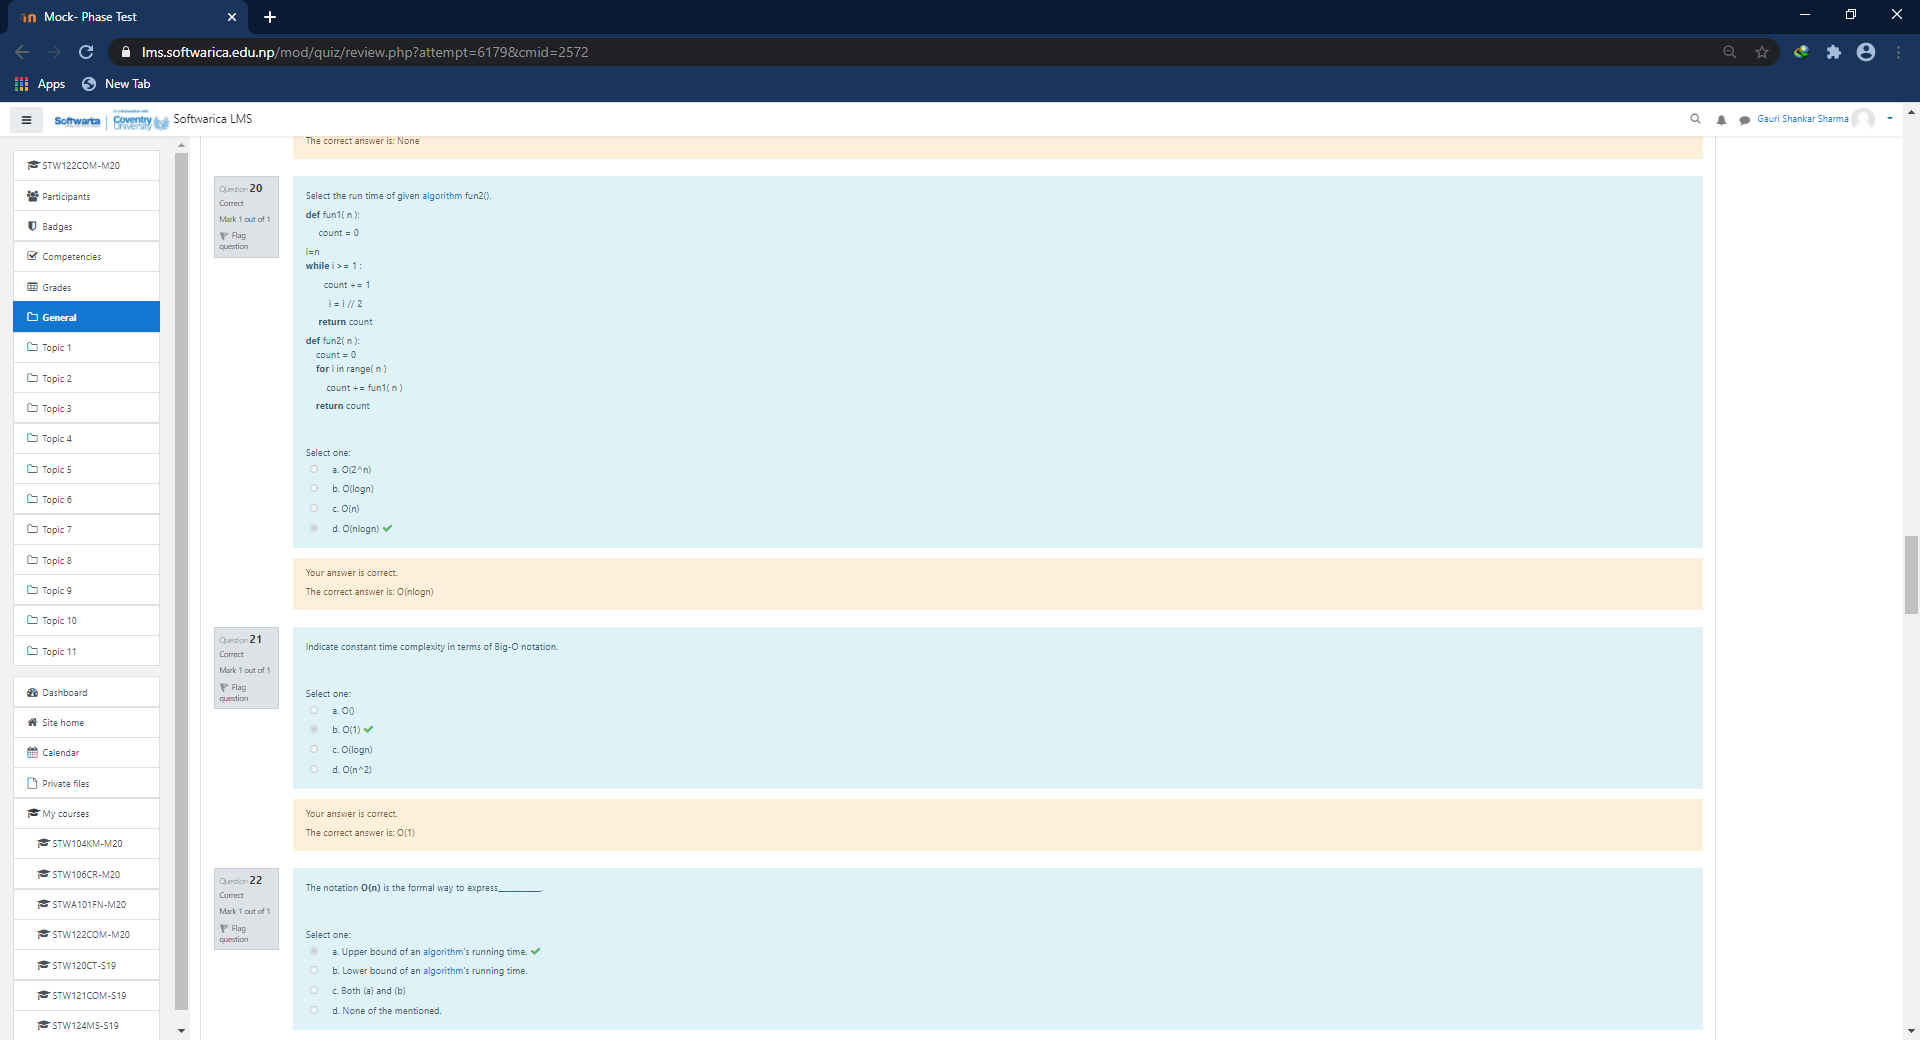 Mock- Phase Test
lms.softwarica.edu.np/mod/quiz/review.php?attempt=6179&cmid=2572
Apps
New Tab
Softwarica
In collaboration with
Coventry
University
Softwarica LMS
Gauri Shankar Sharma
STW122COM-M20
Participants
Badges
Competencies
Grades
General
Topic 1
Topic 2
Topic 3
Topic 4
Topic 5
Topic 6
Topic 7
Topic 8
Topic 9
Topic 10
Topic 11
Dashboard
Site home
Calendar
Private files
My courses
STW104KM-M20
STW106CR-M20
STWA101FN-M20
STW122COM-M20
STW120CT-S19
STW121COM-S19
STW124MS-S19
The correct answer is: None
Question 20
Correct
Mark 1 out of 1
Flag
question
Select the run time of given algorithm fun2().
def fun1( n ):
count = 0
i=n
while i >= 1 :
count += 1
i = i // 2
return count
def fun2( n ):
count = 0
for i in range( n )
count += fun1( n )
return count
Select one:
a. O(2^n)
b. O(logn)
c. O(n)
d. O(nlogn)
Your answer is correct.
The correct answer is: O(nlogn)
Question 21
Correct
Mark 1 out of 1
Flag
question
Indicate constant time complexity in terms of Big-O notation.
Select one:
a. O()
b. O(1)
c. O(logn)
d. O(n^2)
Your answer is correct.
The correct answer is: O(1)
Question 22
Correct
Mark 1 out of 1
Flag
question
The notation O(n) is the formal way to express__________.
Select one:
a. Upper bound of an algorithm's running time.
b. Lower bound of an algorithm's running time.
c. Both (a) and (b)
d. None of the mentioned.